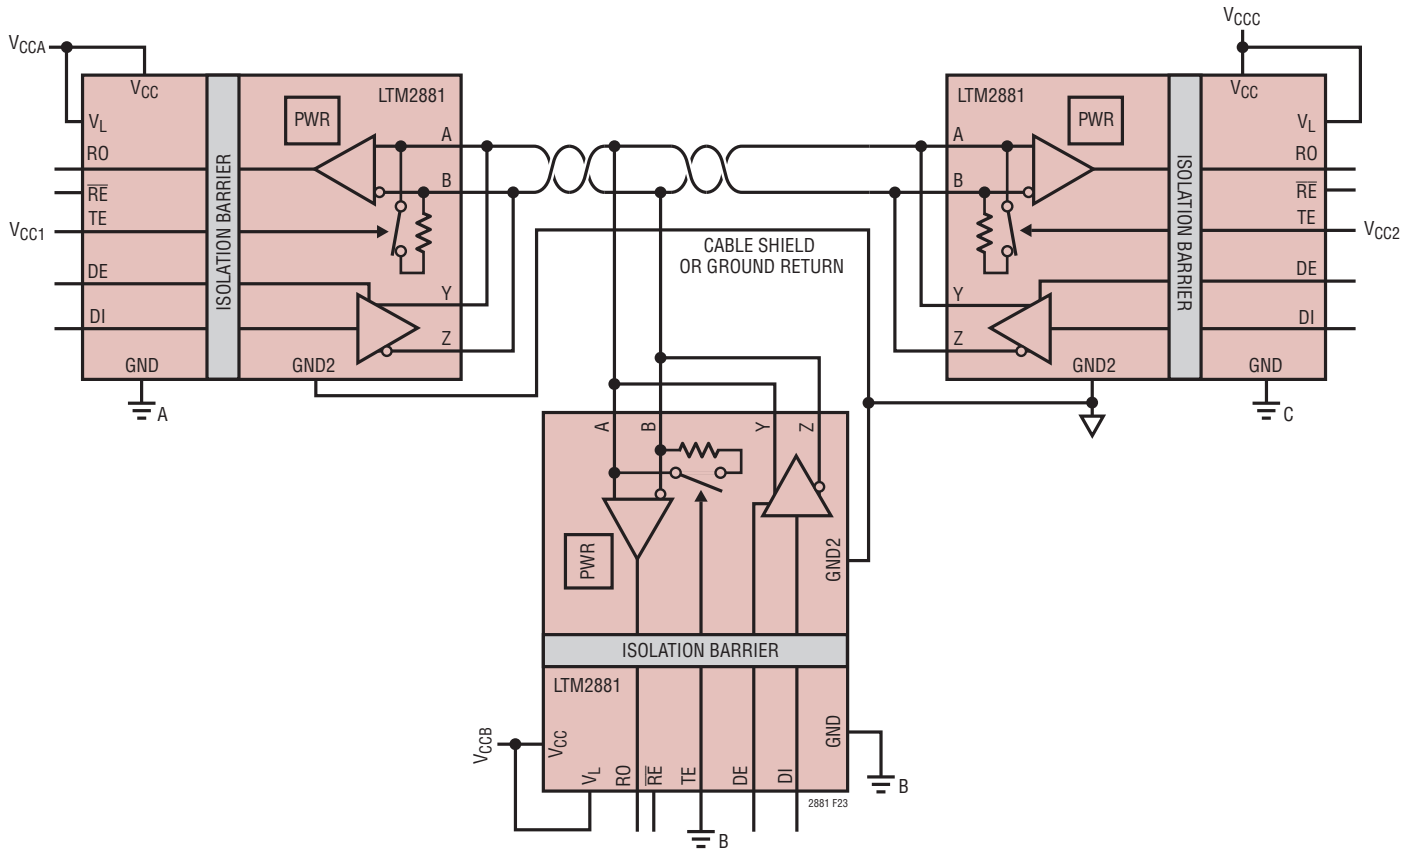 VCCA
VCC
LTM2881
PWR
VL
A
RO
B
RE
TE
VCC1
DE
Y
DI
Z
GND
GND2
ISOLATION BARRIER
A
CABLE SHIELD
OR GROUND RETURN
VCCC
LTM2881
VCC
PWR
VL
A
RO
B
RE
TE
VCC2
DE
Y
DI
Z
GND2
GND
ISOLATION BARRIER
C
A
B
Y
Z
PWR
GND2
ISOLATION BARRIER
LTM2881
VCCB
VCC
VL
RO
RE
TE
DE
DI
GND
B
2881 F23
B